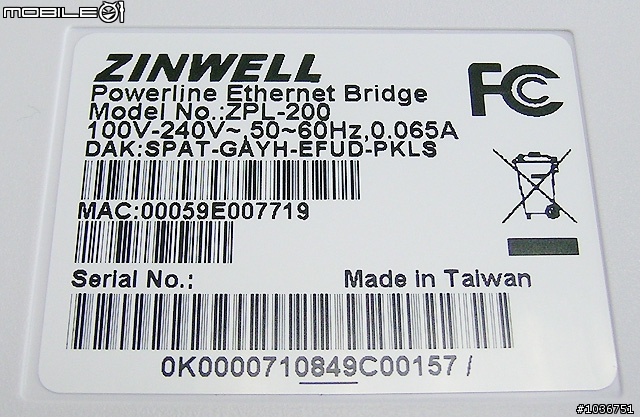 MOBILE01
ZINWELL
FC
Powerline Ethernet Bridge
Model No.:ZPL-200
100V-240V~,50~60Hz,0.065A
DAK:SPAT-GAYH-EFUD-PKLS
MAC:00059E007719
Serial No.: Made in Taiwan
0K0000710849C00157 /
#1036751